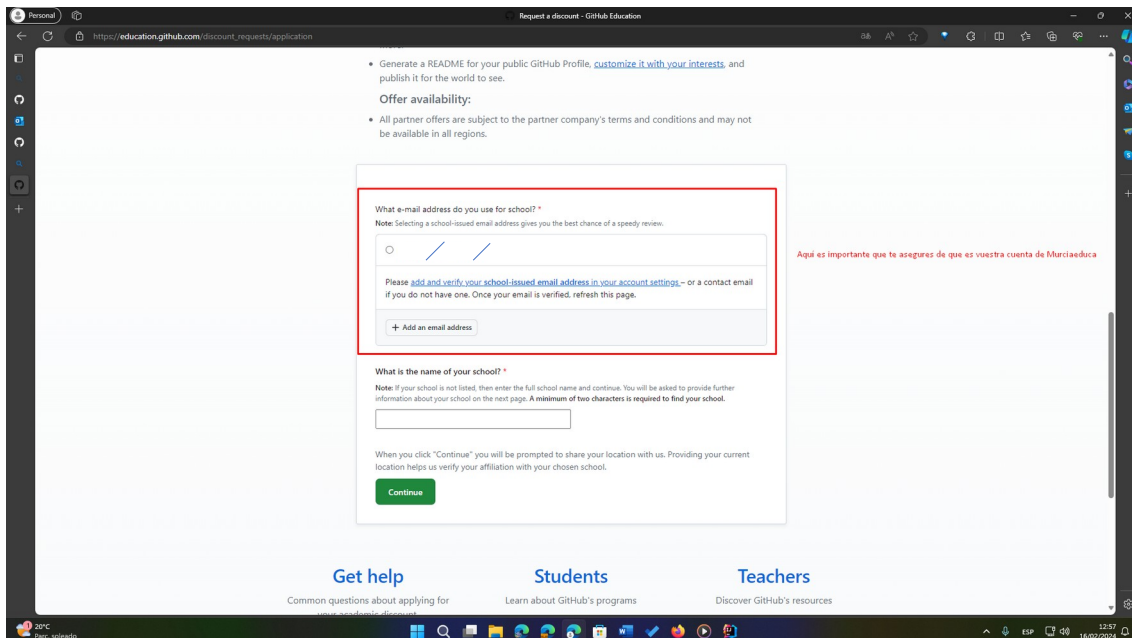 Personal
Request a discount - GitHub Education
https://education.github.com/discount_requests/application
Generate a README for your public GitHub Profile, customize it with your interests, and
publish it for the world to see.
Offer availability:
All partner offers are subject to the partner company's terms and conditions and may not
be available in all regions.
What e-mail address do you use for school? *
Note: Selecting a school-issued email address gives you the best chance of a speedy review.
Aquí es importante que te asegures de que es vuestra cuenta de Murciaeduca
Please add and verify your school-issued email address in your account settings – or a contact email
if you do not have one. Once your email is verified, refresh this page.
+ Add an email address
What is the name of your school? *
Note: If your school is not listed, then enter the full school name and continue. You will be asked to provide further
information about your school on the next page. A minimum of two characters is required to find your school.
When you click "Continue" you will be prompted to share your location with us. Providing your current
location helps us verify your affiliation with your chosen school.
Continue
Get help
Students
Teachers
Common questions about applying for
Learn about GitHub's programs
Discover GitHub's resources
your academic discount
20°C
Parc. soleado
ESP
12:57
16/02/2024